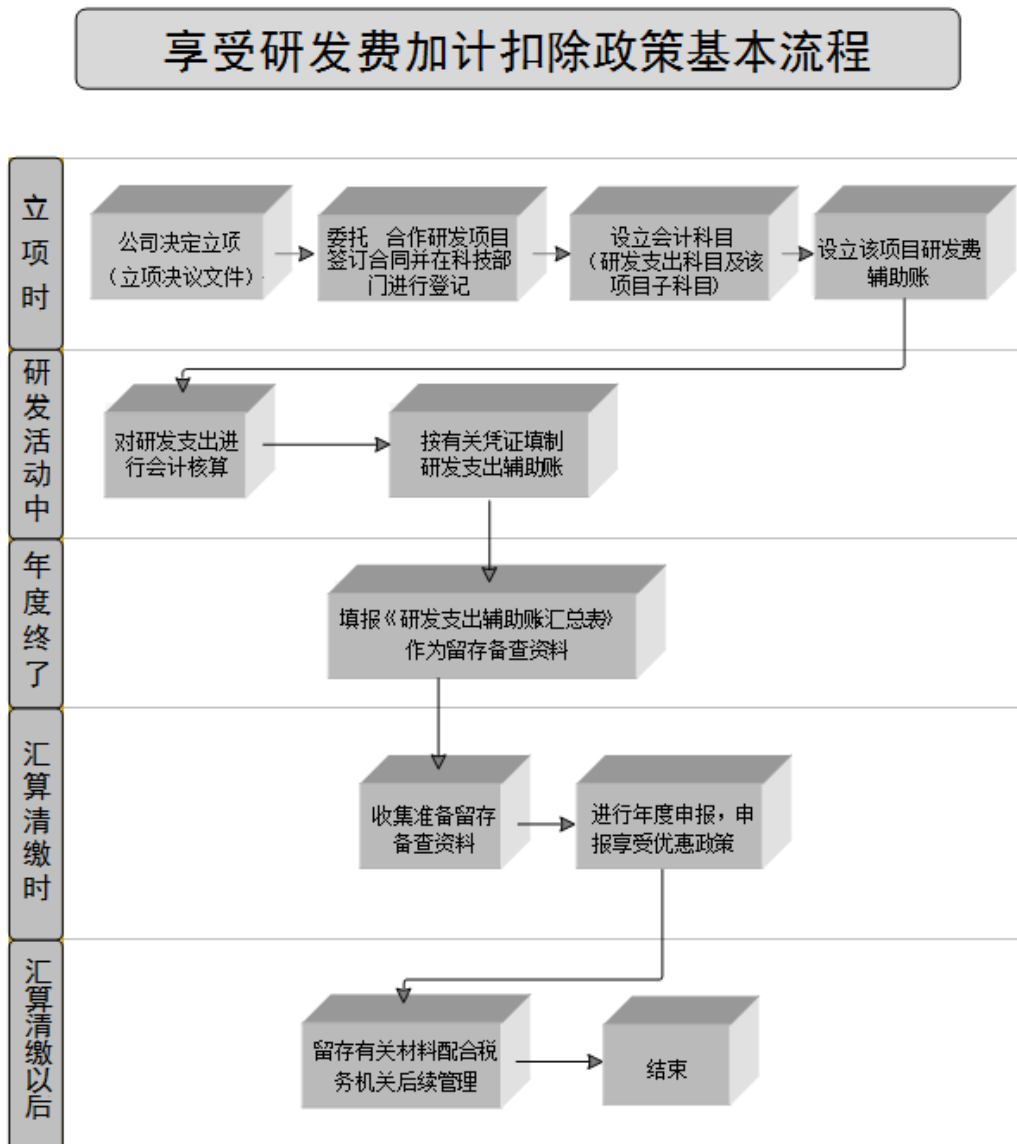 享受研发费加计扣除政策基本流程
立项时
公司决定立项
（立项决议文件）
委托 合作研发项目
签订合同并在科技部
门进行登记
设立会计科目
（研发支出科目及该
项目子科目）
设立该项目研发费
辅助账
研发活动中
对研发支出进
行会计核算
按有关凭证填制
研发支出辅助账
年度终了
填报《研发支出辅助账汇总表》
作为留存备查资料
汇算清缴时
收集准备留存
备查资料
进行年度申报，申
报享受优惠政策
汇算清缴以后
留存有关材料配合税
务机关后续管理
结束